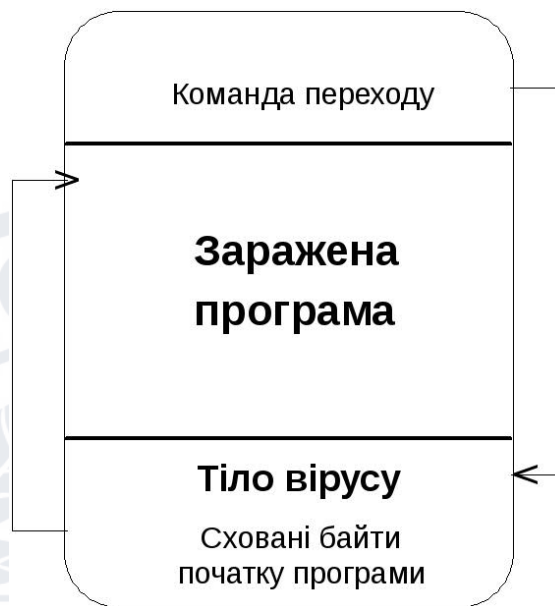 Команда переходу
Заражена
програма
Тіло вірусу
Сховані байти
початку програми